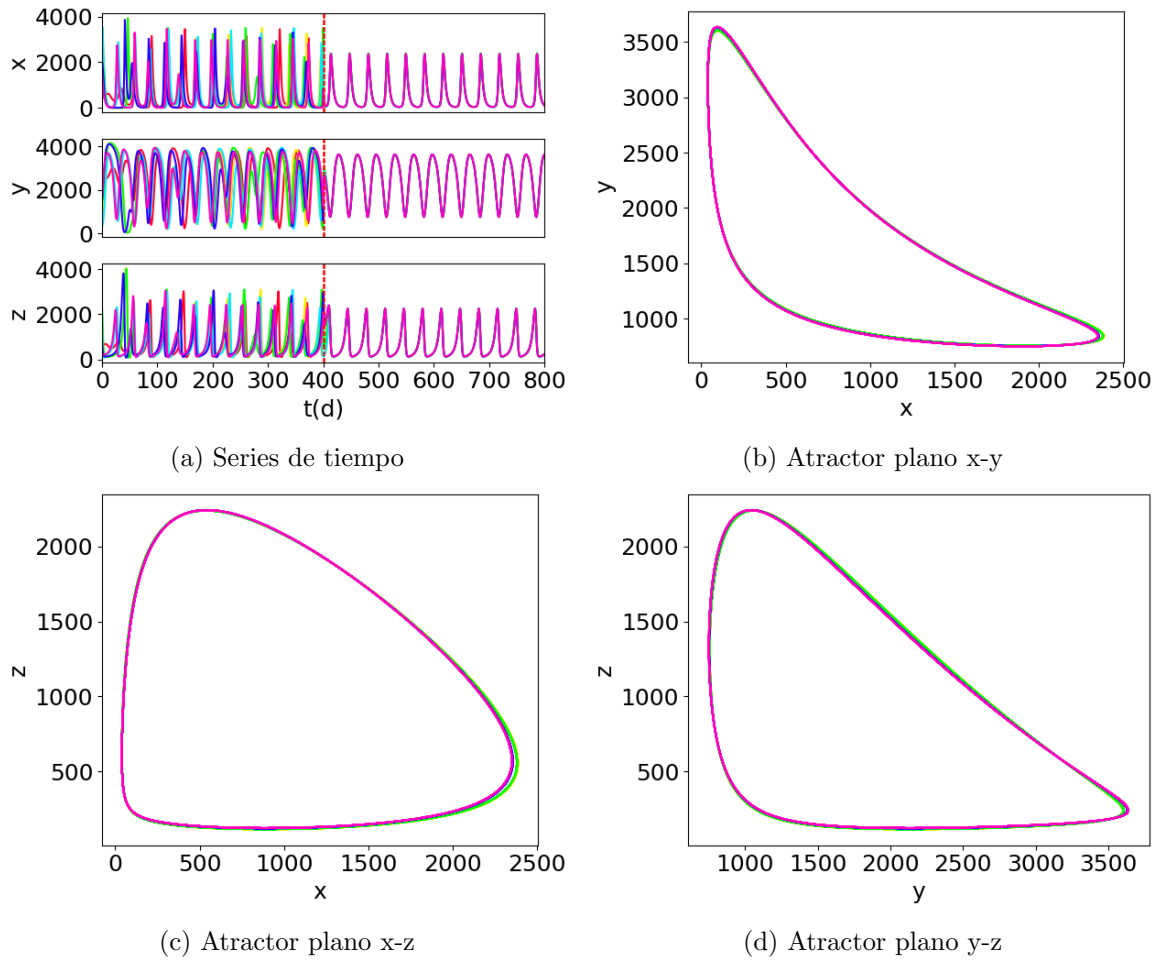 4000
2000
0
x
4000
2000
0
y
4000
2000
0
z
0 100 200 300 400 500 600 700 800
t(d)
(a) Series de tiempo
3500
3000
2500
2000
1500
1000
y
0 500 1000 1500 2000 2500
x
(b) Atractor plano x-y
2000
1500
1000
500
z
0 500 1000 1500 2000 2500
x
(c) Atractor plano x-z
2000
1500
1000
500
z
1000 1500 2000 2500 3000 3500
y
(d) Atractor plano y-z